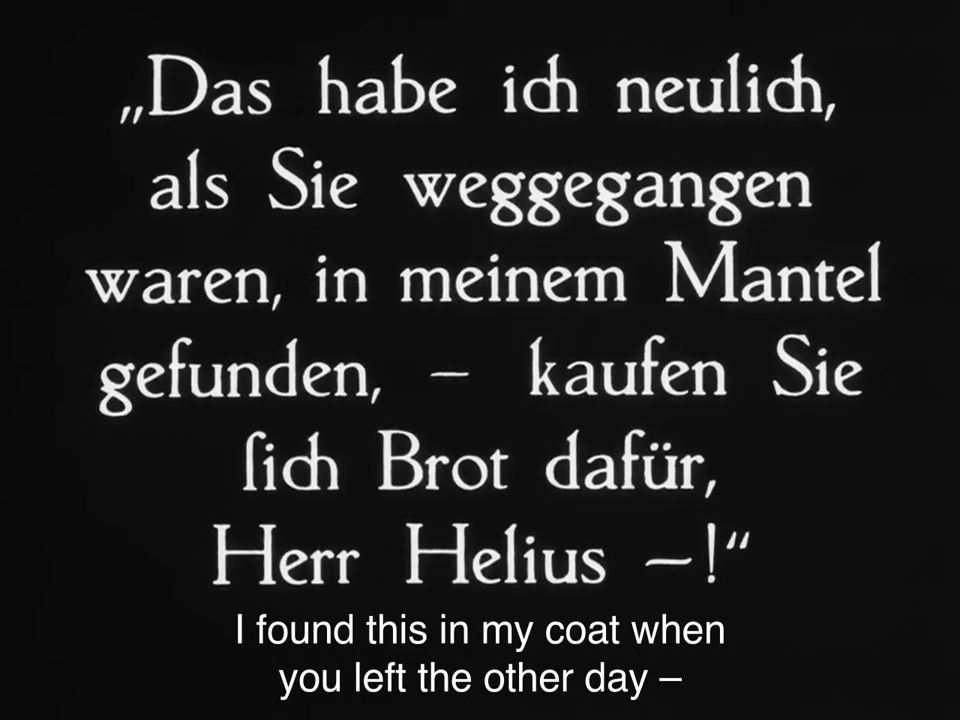 „Das habe ich neulich,
als Sie weggegangen
waren, in meinem Mantel
gefunden, – kaufen Sie
ſich Brot dafür,
Herr Helius –!“
I found this in my coat when
you left the other day –